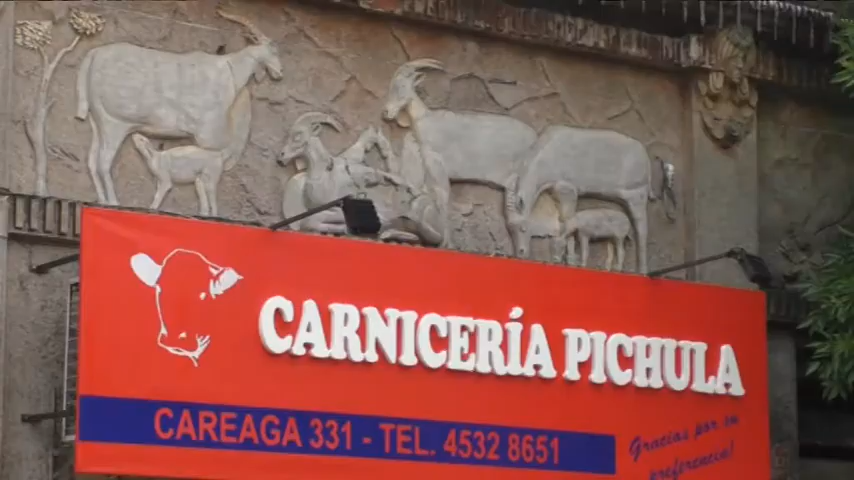 CARNICERÍA PICHULA
CAREAGA 331 - TEL. 4532 8651
Gracias por su
preferencia!